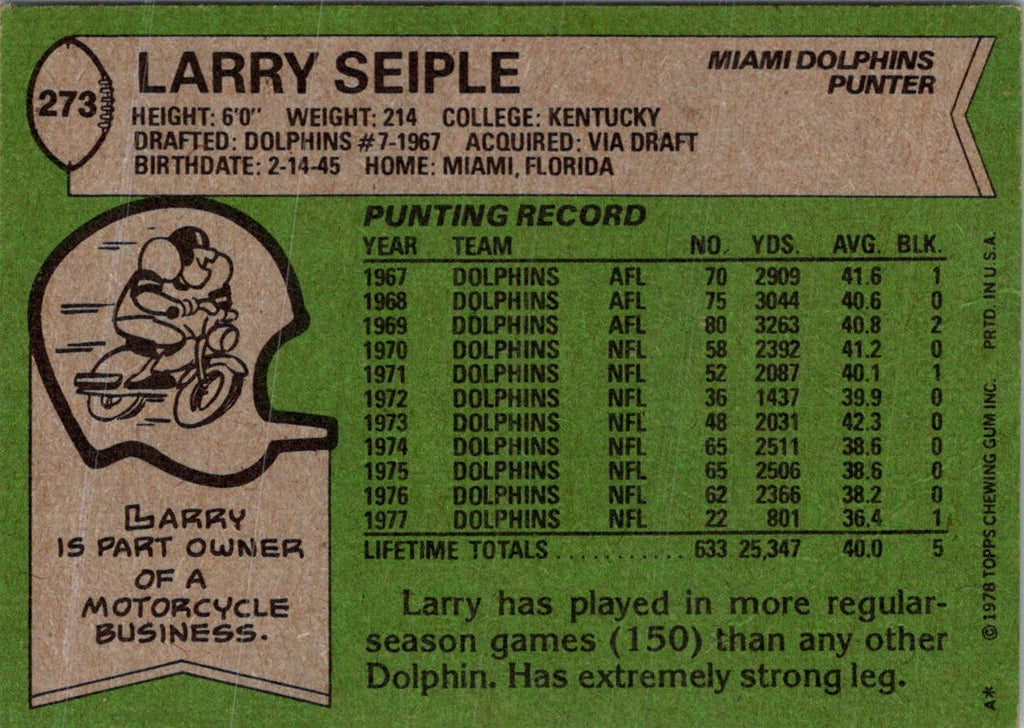 273
LARRY SEIPLE
MIAMI DOLPHINS
PUNTER
HEIGHT: 6'0" WEIGHT: 214 COLLEGE: KENTUCKY
DRAFTED: DOLPHINS #7-1967 ACQUIRED: VIA DRAFT
BIRTHDATE: 2-14-45 HOME: MIAMI, FLORIDA
PUNTING RECORD
YEAR TEAM NO. YDS. AVG. BLK.
1967 DOLPHINS AFL 70 2909 41.6 1
1968 DOLPHINS AFL 75 3044 40.6 0
1969 DOLPHINS AFL 80 3263 40.8 2
1970 DOLPHINS NFL 58 2392 41.2 0
1971 DOLPHINS NFL 52 2087 40.1 1
1972 DOLPHINS NFL 36 1437 39.9 0
1973 DOLPHINS NFL 48 2031 42.3 0
1974 DOLPHINS NFL 65 2511 38.6 0
1975 DOLPHINS NFL 65 2506 38.6 0
1976 DOLPHINS NFL 62 2366 38.2 0
1977 DOLPHINS NFL 22 801 36.4 1
LIFETIME TOTALS . . . . . . . . . . . 633 25,347 40.0 5
LARRY
IS PART OWNER
OF A
MOTORCYCLE
BUSINESS.
Larry has played in more regular-
season games (150) than any other
Dolphin. Has extremely strong leg.
A* © 1978 TOPPS CHEWING GUM INC. PRTD. IN U.S.A.